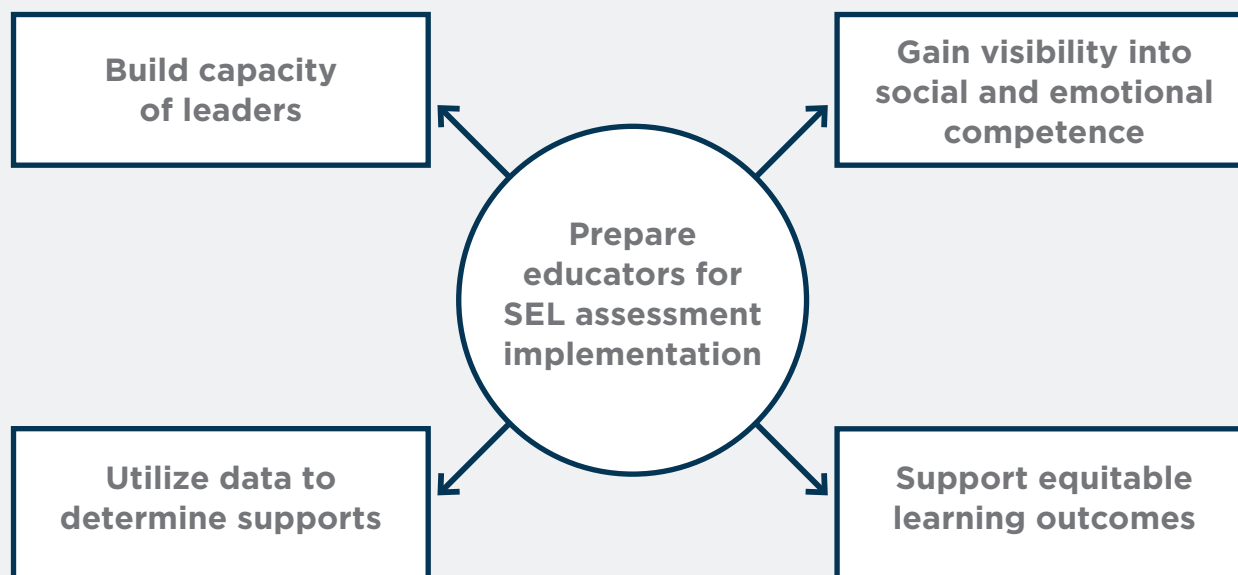 Build capacity
of leaders
Gain visibility into
social and emotional
competence
Prepare
educators for
SEL assessment
implementation
Utilize data to
determine supports
Support equitable
learning outcomes